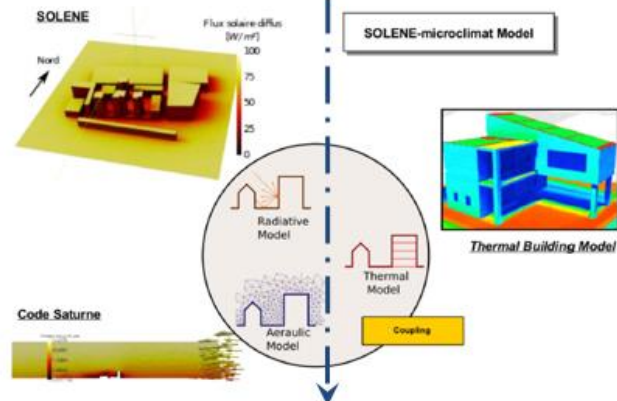 SOLENE
Flux solaire diffus
[W/m²]
100
75
50
25
0
Nord
SOLENE-microclimat Model
Radiative
Model
Thermal Building Model
Thermal
Model
Code Saturne
Aeraulic
Model
Coupling